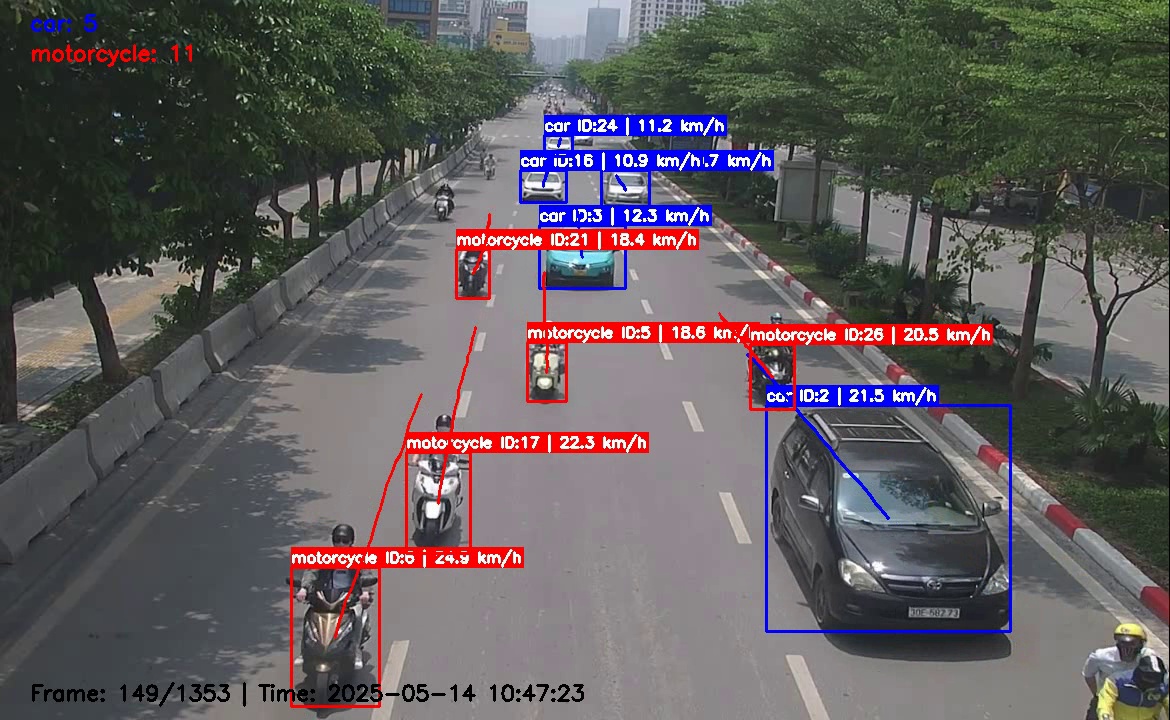 car: 5
motorcycle: 11
car ID:24 | 11.2 km/h
car ID:16 | 10.9 km/h
.7 km/h
car ID:3 | 12.3 km/h
motorcycle ID:21 | 18.4 km/h
motorcycle ID:5 | 18.6 km/
motorcycle ID:26 | 20.5 km/h
car ID:2 | 21.5 km/h
motorcycle ID:17 | 22.3 km/h
motorcycle ID:6 | 24.9 km/h
Frame: 149/1353 | Time: 2025-05-14 10:47:23